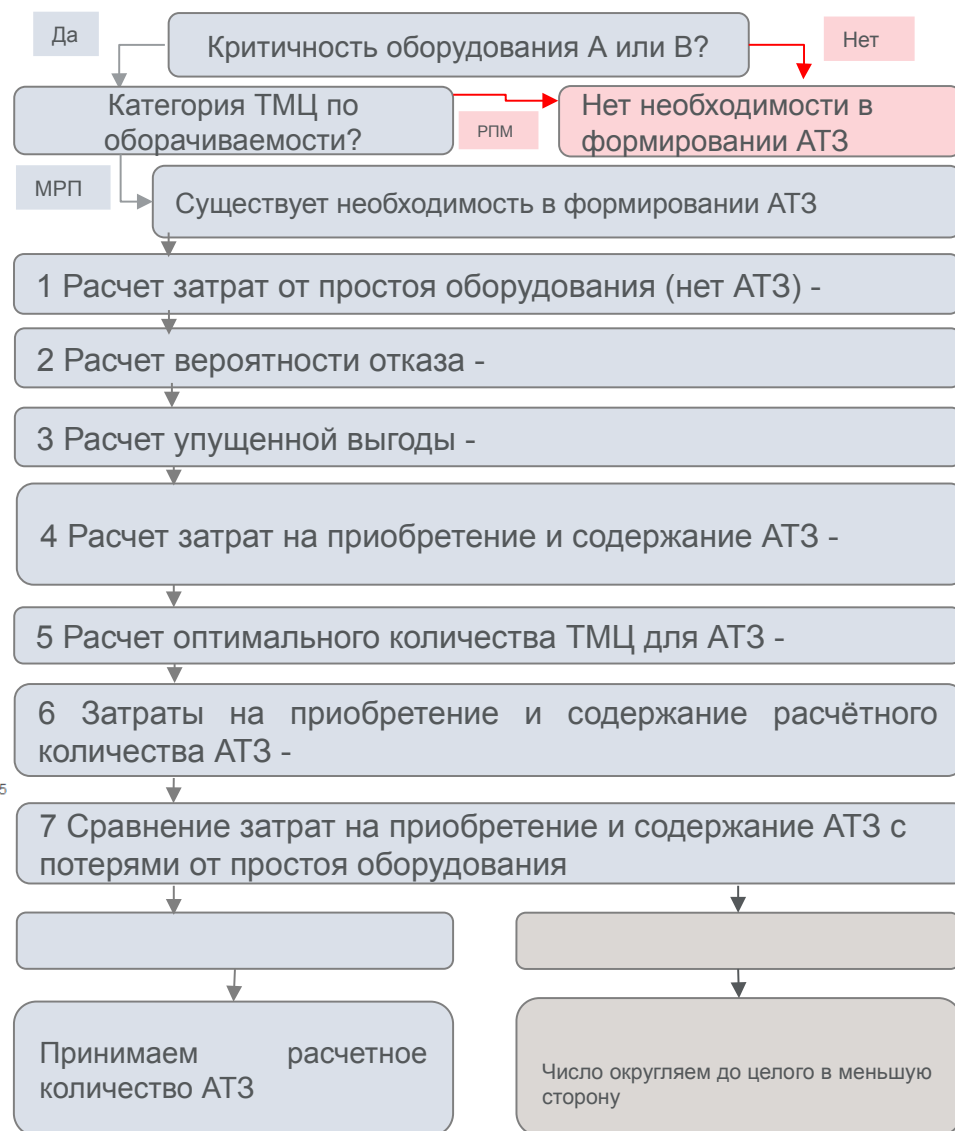 Да
Критичность оборудования А или В?
Нет
Категория ТМЦ по
оборачиваемости?
РПМ
Нет необходимости в
формировании АТЗ
МРП
Существует необходимость в формировании АТЗ
1 Расчет затрат от простоя оборудования (нет АТЗ) -
2 Расчет вероятности отказа -
3 Расчет упущенной выгоды -
4 Расчет затрат на приобретение и содержание АТЗ -
5 Расчет оптимального количества ТМЦ для АТЗ -
6 Затраты на приобретение и содержание расчётного
количества АТЗ -
5
7 Сравнение затрат на приобретение и содержание АТЗ с
потерями от простоя оборудования
Принимаем расчетное
количество АТЗ
Число округляем до целого в меньшую
сторону